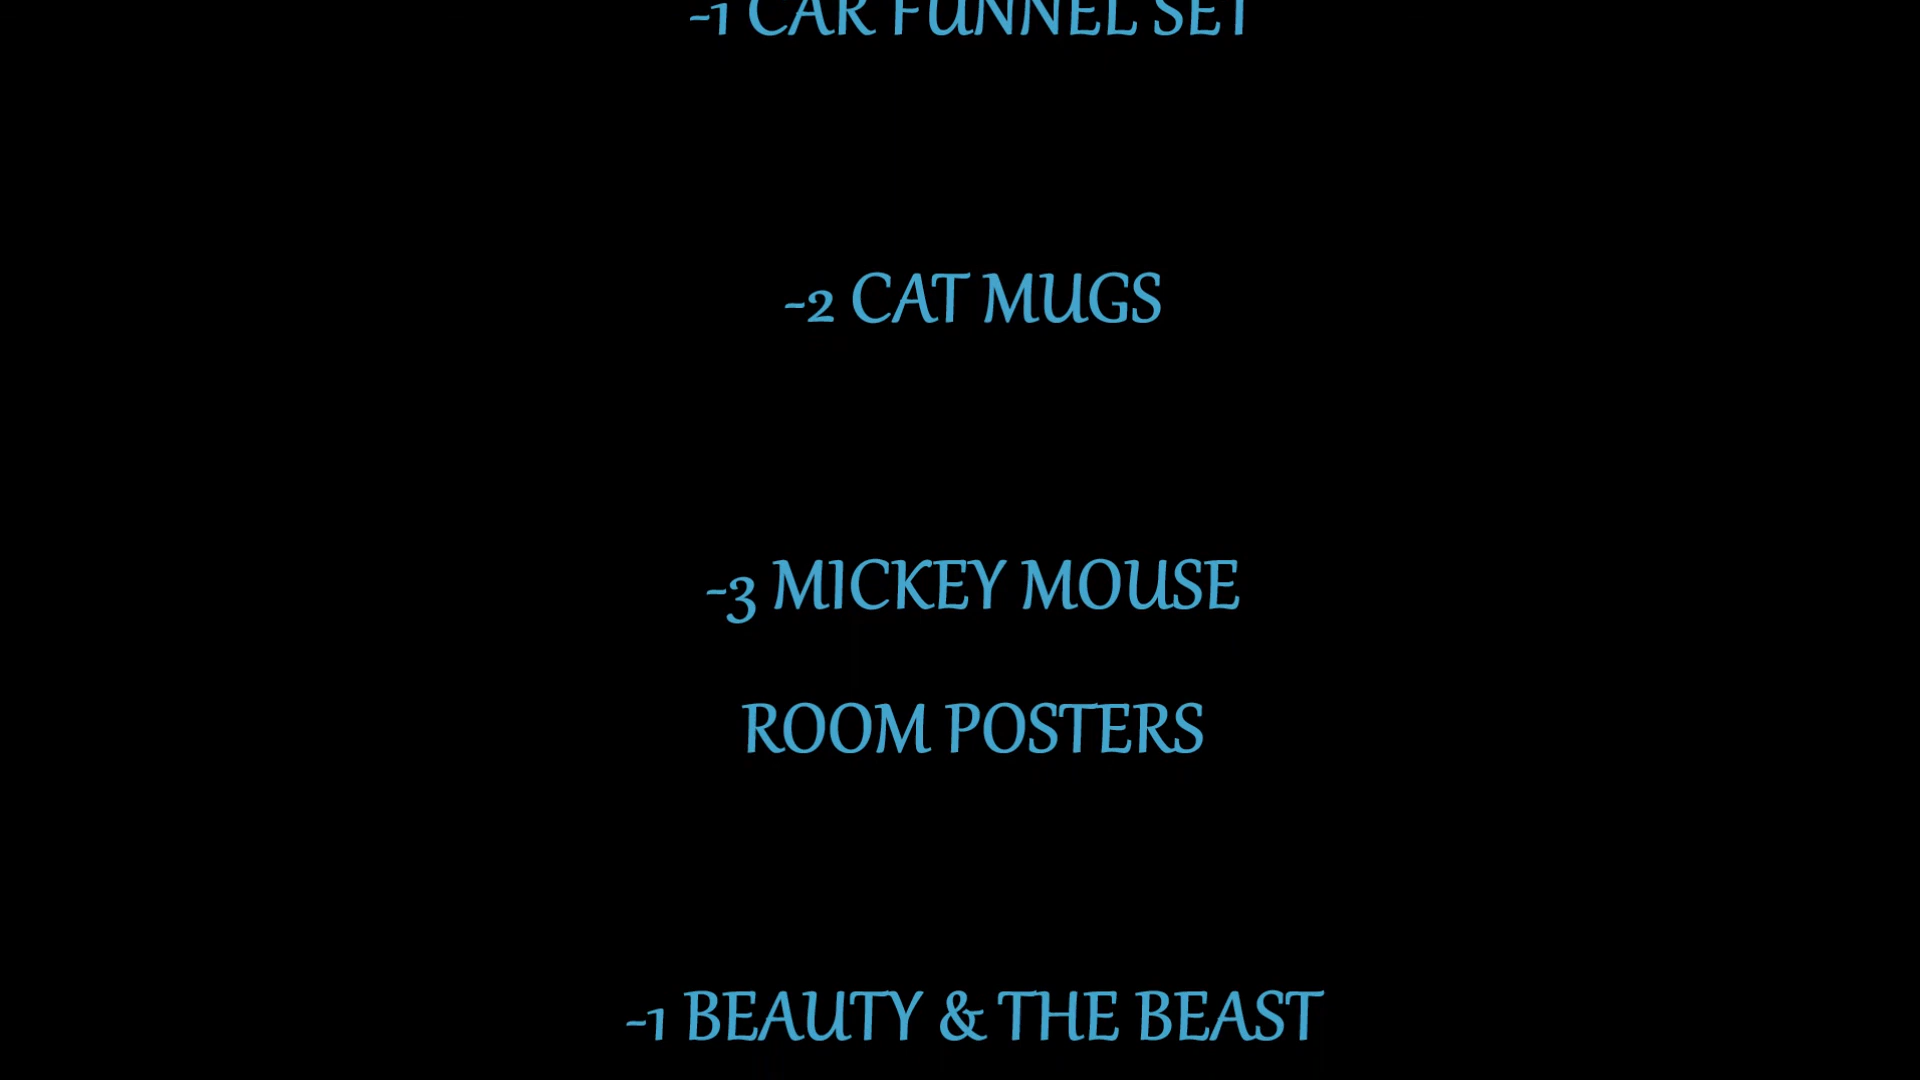 -1 CAR FUNNEL SET
-2 CAT MUGS
-3 MICKEY MOUSE
ROOM POSTERS
-1 BEAUTY & THE BEAST